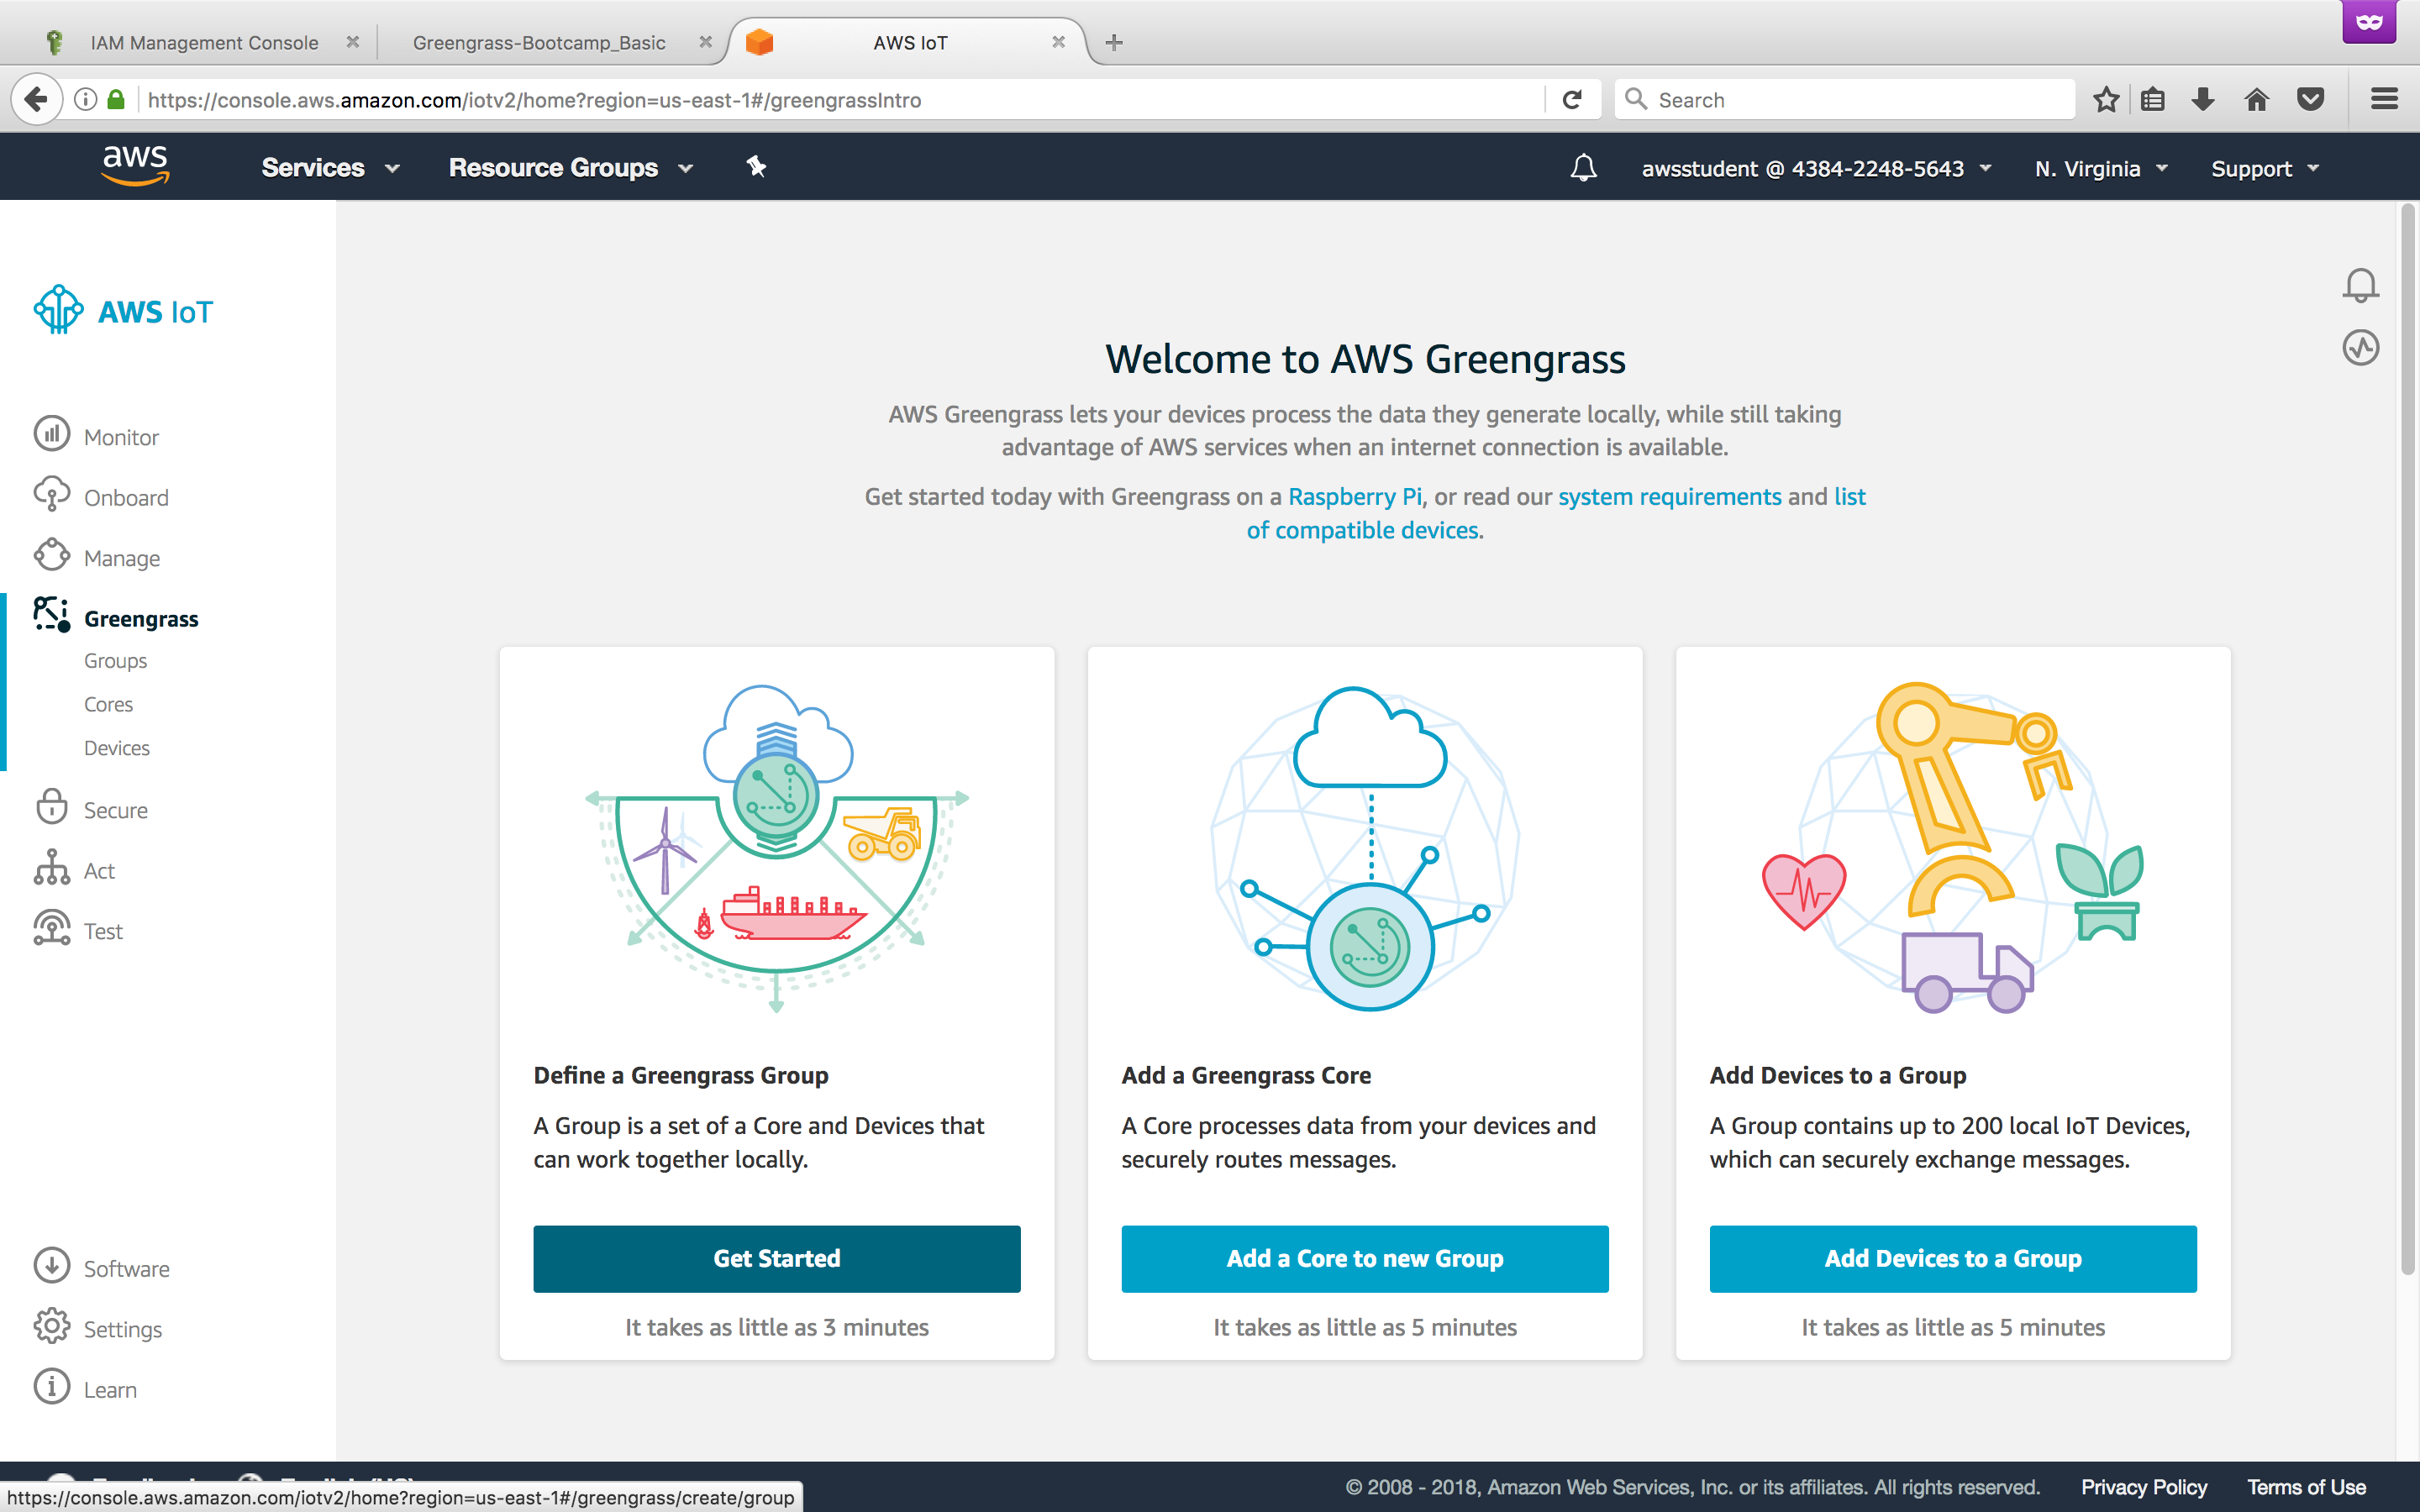 IAM Management Console
Greengrass-Bootcamp_Basic
AWS IoT
https://console.aws.amazon.com/iotv2/home?region=us-east-1#/greengrassIntro
Search
aws
Services
Resource Groups
awsstudent @ 4384-2248-5643
N. Virginia
Support
AWS IoT
Monitor
Onboard
Manage
Greengrass
Groups
Cores
Devices
Secure
Act
Test
Software
Settings
Learn
Welcome to AWS Greengrass
AWS Greengrass lets your devices process the data they generate locally, while still taking
advantage of AWS services when an internet connection is available.
Get started today with Greengrass on a Raspberry Pi, or read our system requirements and list
of compatible devices.
Define a Greengrass Group
A Group is a set of a Core and Devices that
can work together locally.
Get Started
It takes as little as 3 minutes
Add a Greengrass Core
A Core processes data from your devices and
securely routes messages.
Add a Core to new Group
It takes as little as 5 minutes
Add Devices to a Group
A Group contains up to 200 local IoT Devices,
which can securely exchange messages.
Add Devices to a Group
It takes as little as 5 minutes
https://console.aws.amazon.com/iotv2/home?region=us-east-1#/greengrass/create/group
© 2008 - 2018, Amazon Web Services, Inc. or its affiliates. All rights reserved.
Privacy Policy
Terms of Use